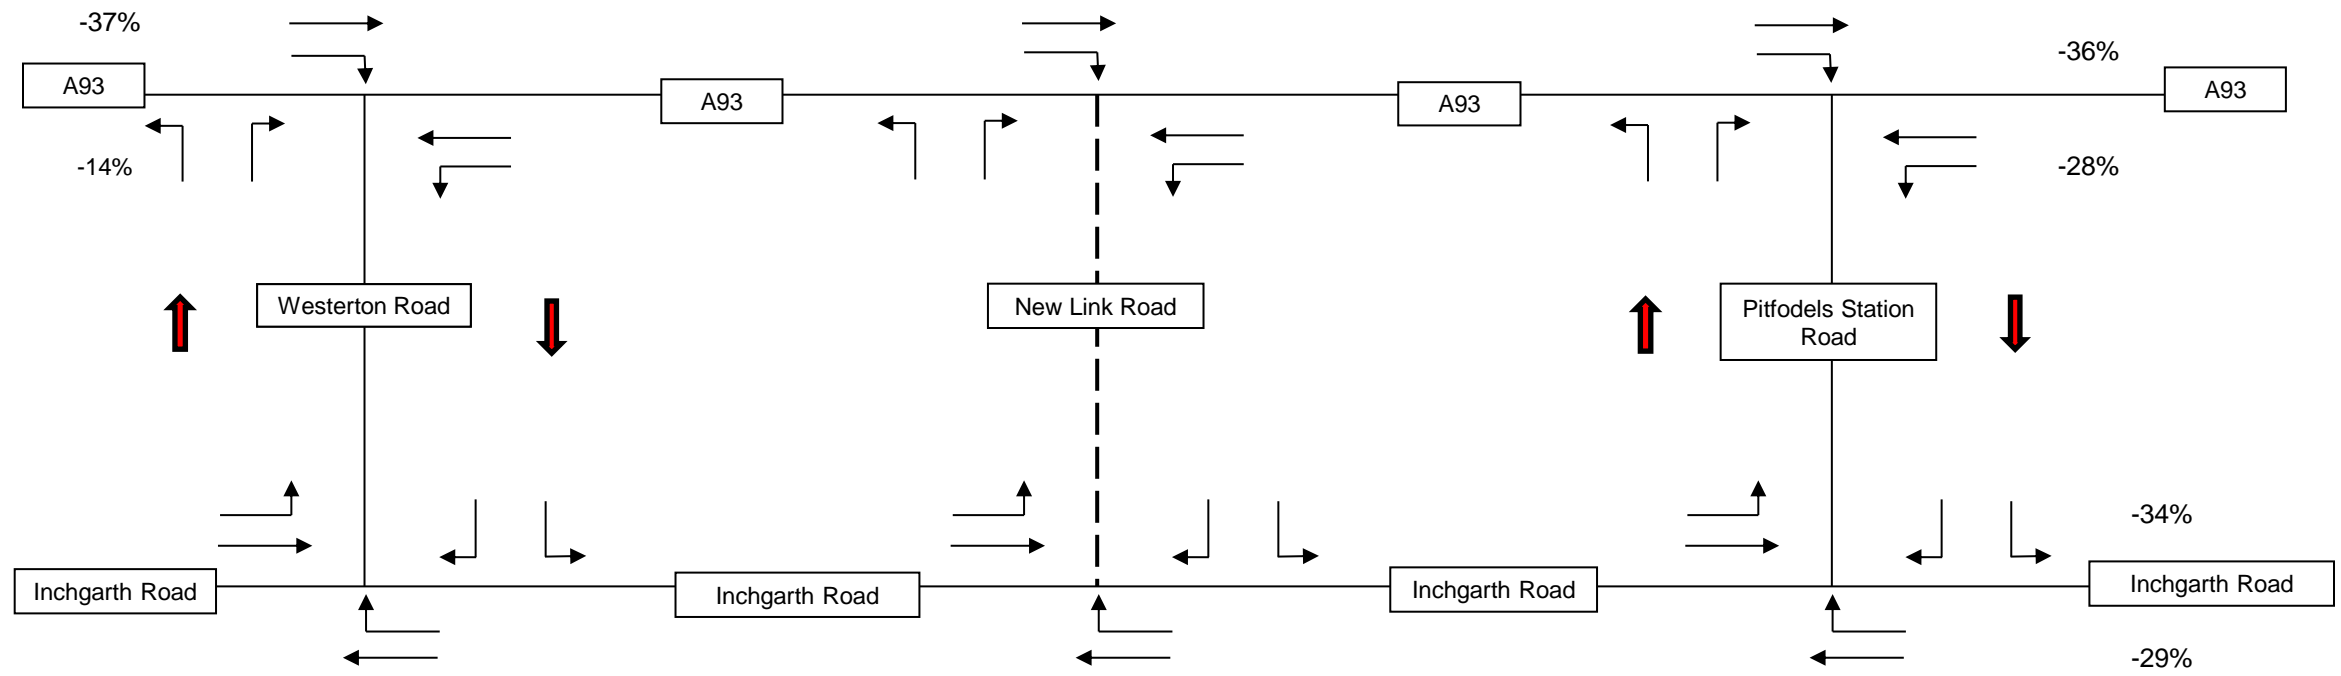 -37%
-36%
A93
A93
A93
A93
-14%
-28%
Westerton Road
New Link Road
Pitfodels Station
Road
-34%
Inchgarth Road
Inchgarth Road
Inchgarth Road
Inchgarth Road
-29%